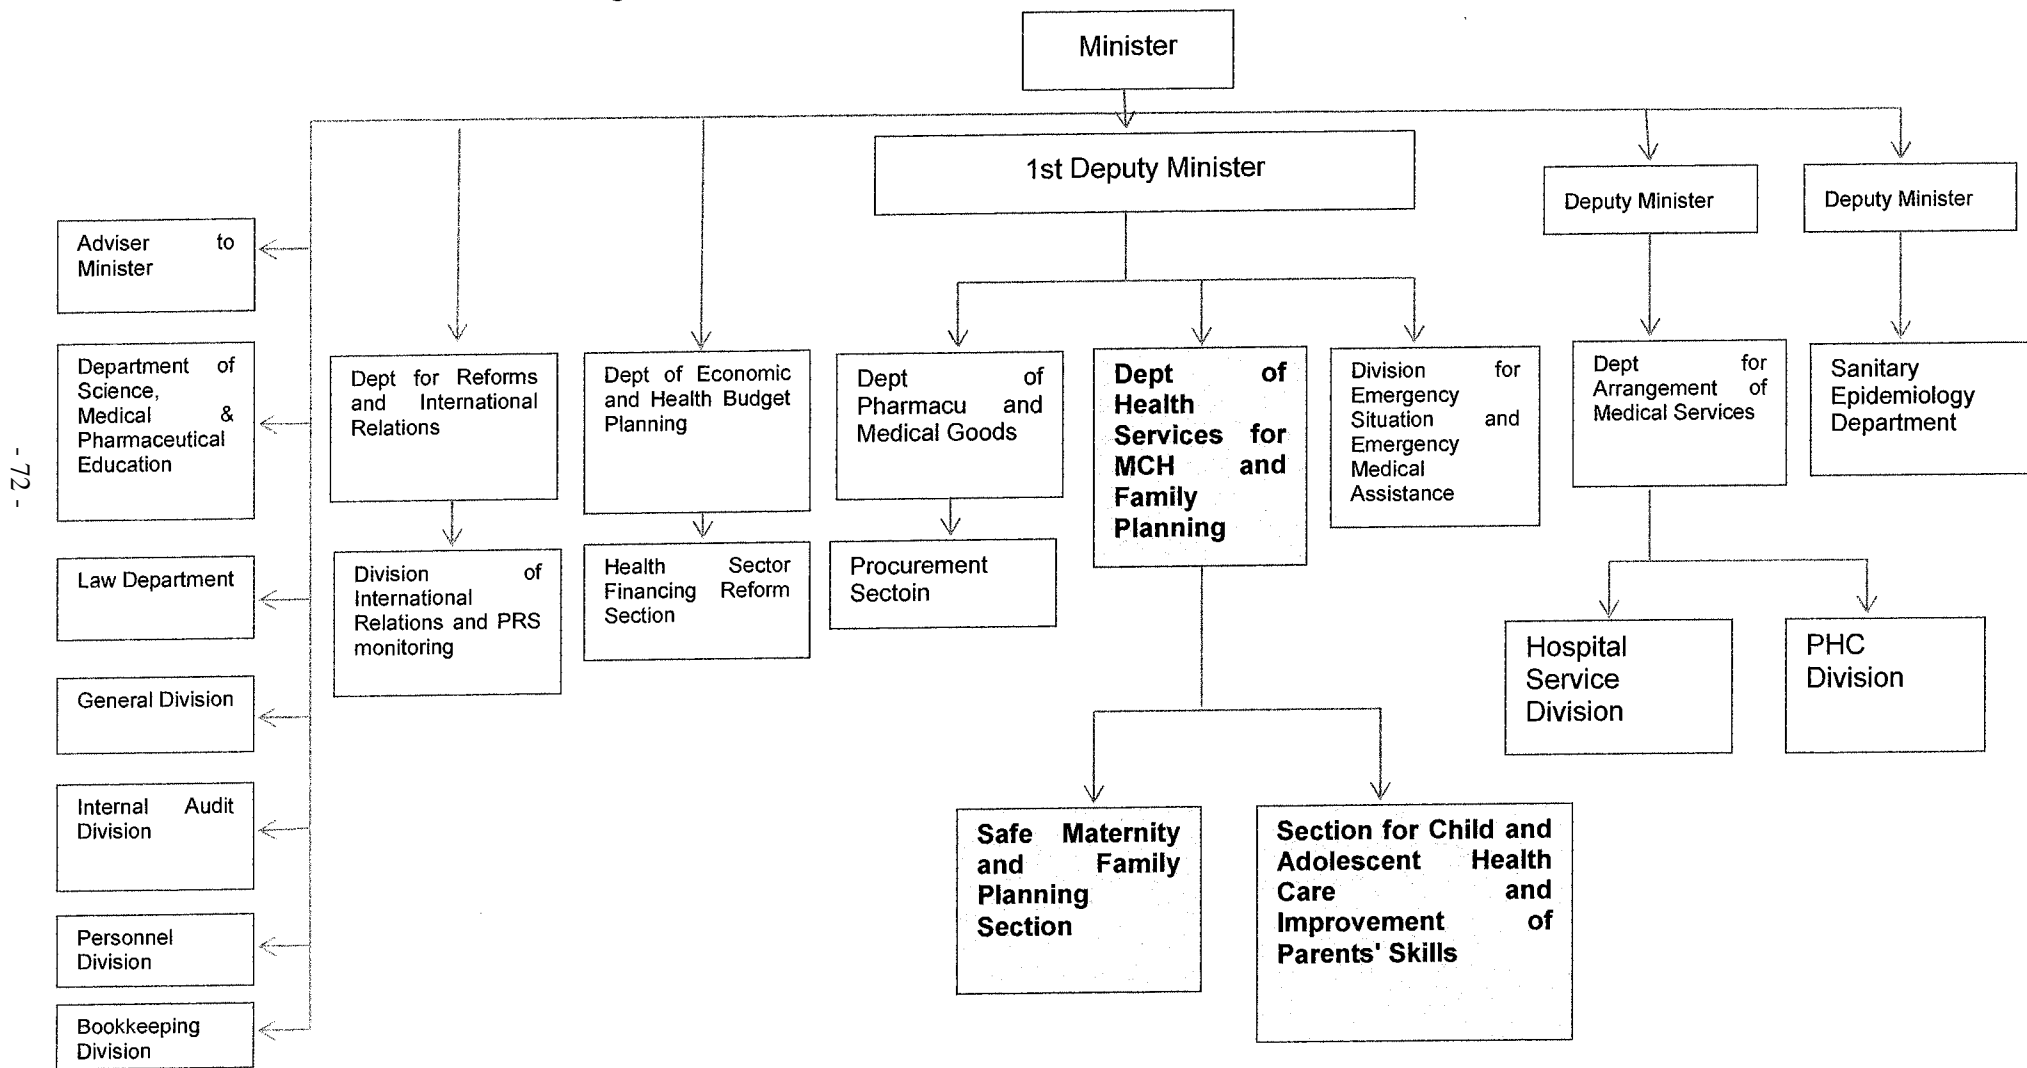 Minister
1st Deputy Minister
Deputy Minister
Deputy Minister
Adviser to
Minister
Department of
Science,
Medical &
Pharmaceutical
Education
Law Department
General Division
Internal Audit
Division
Personnel
Division
Bookkeeping
Division
Dept for Reforms
and International
Relations
Division of
International
Relations and PRS
monitoring
Dept of Economic
and Health Budget
Planning
Health Sector
Financing Reform
Section
Dept of
Pharmacu and
Medical Goods
Procurement
Sectoin
Dept of
Health
Services for
MCH and
Family
Planning
Safe Maternity
and Family
Planning
Section
Section for Child and
Adolescent Health
Care and
Improvement of
Parents' Skills
Division for
Emergency
Situation and
Emergency
Medical
Assistance
Dept for
Arrangement of
Medical Services
Hospital
Service
Division
PHC
Division
Sanitary
Epidemiology
Department
- 72 -